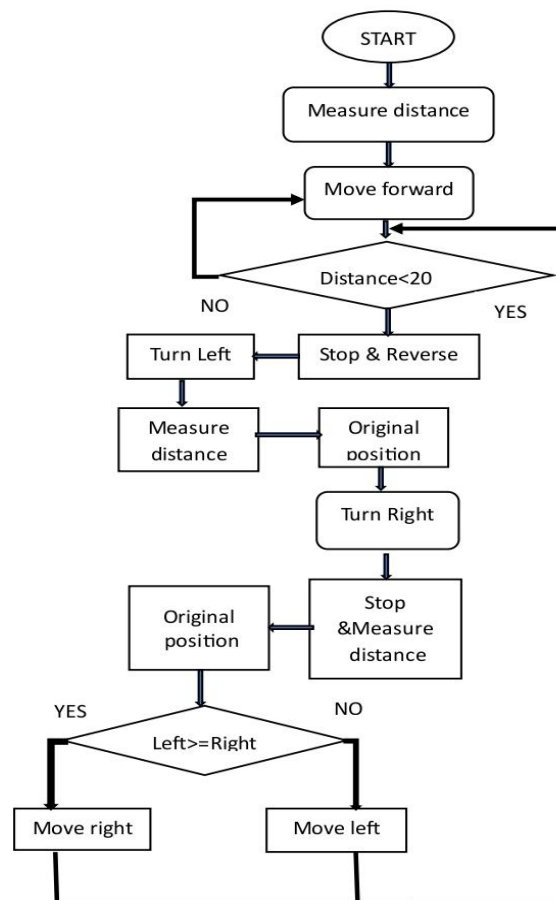 START
Measure distance
Move forward
Distance<20
NO
YES
Turn Left
Stop & Reverse
Measure
distance
Original
position
Turn Right
Original
position
Stop
&Measure
distance
YES
NO
Left>=Right
Move right
Move left